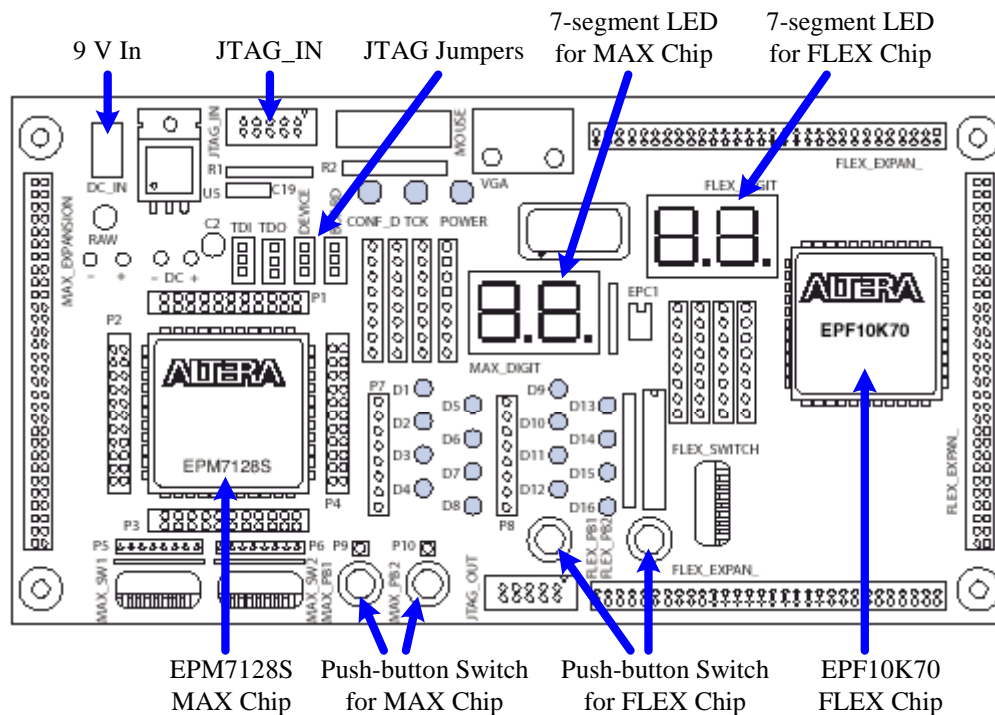 7-segment LED
for MAX Chip
7-segment LED
for FLEX Chip
9 V In
JTAG_IN
JTAG Jumpers
JTAG_IN
MOUSE
VGA
FLEX_EXPAN_
DC_IN
R1
R2
U5
C19
DEVICE
FLEX_DIGIT
RAW
C2
TDI
TDO
CONF_D
TCK
POWER
- +
- DC +
MAX_EXPANSION
P1
P2
EPC1
ALTERA
EPF10K70
ALTERA
EPM7128S
MAX_DIGIT
P7
D1
D2
D3
D4
D5
D6
D7
D8
D9
D10
D11
D12
D13
D14
D15
D16
P8
FLEX_SWITCH
FLEX_EXPAN_
P3
P4
P5
P6
P9
P10
MAX_SW1
MAX_SW2
MAX_PB1
MAX_PB2
JTAG_OUT
FLEX_PB1
FLEX_PB2
FLEX_EXPAN_
EPM7128S
MAX Chip
Push-button Switch
for MAX Chip
Push-button Switch
for FLEX Chip
EPF10K70
FLEX Chip